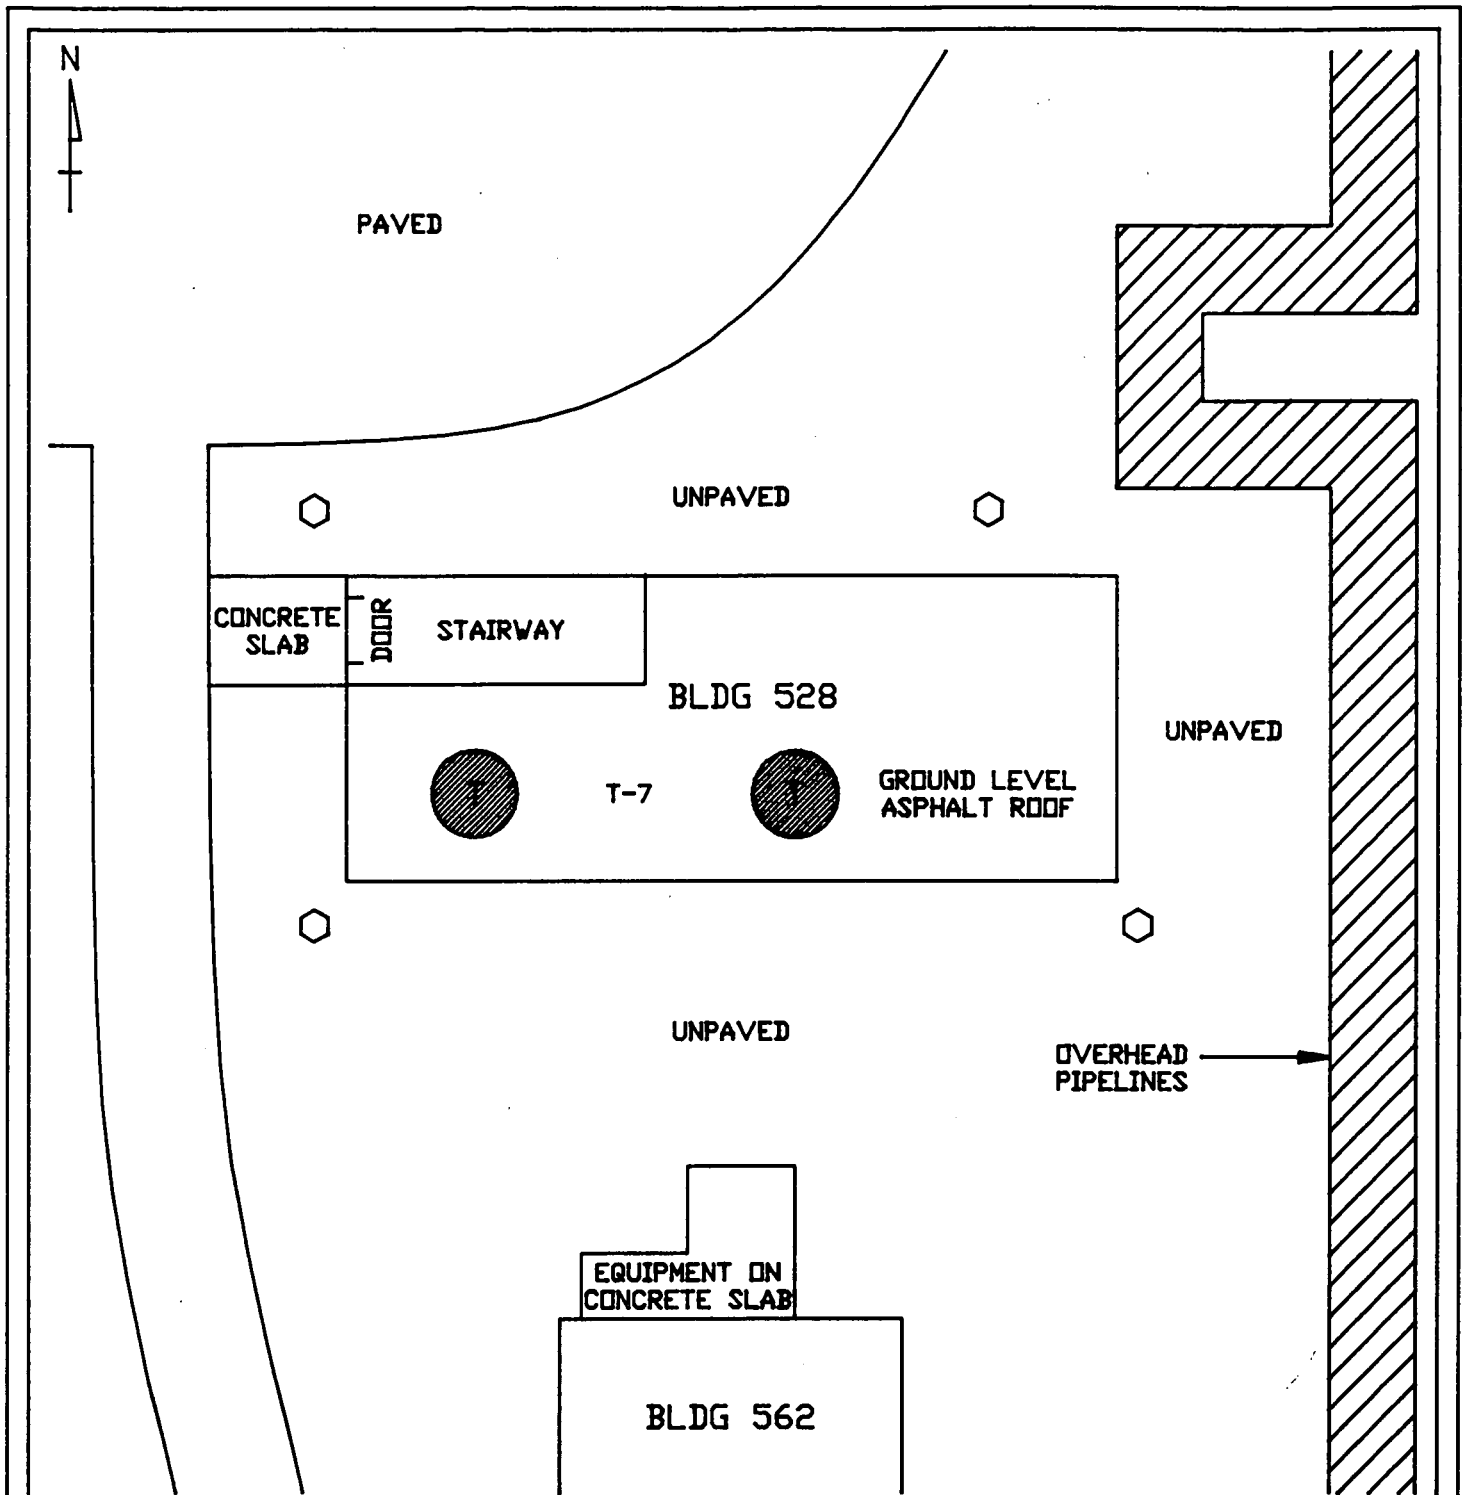 N
PAVED
UNPAVED
CONCRETE
SLAB
DOOR
STAIRWAY
BLDG 528
UNPAVED
T
T-7
T
GROUND LEVEL
ASPHALT ROOF
UNPAVED
OVERHEAD
PIPELINES
EQUIPMENT ON
CONCRETE SLAB
BLDG 562